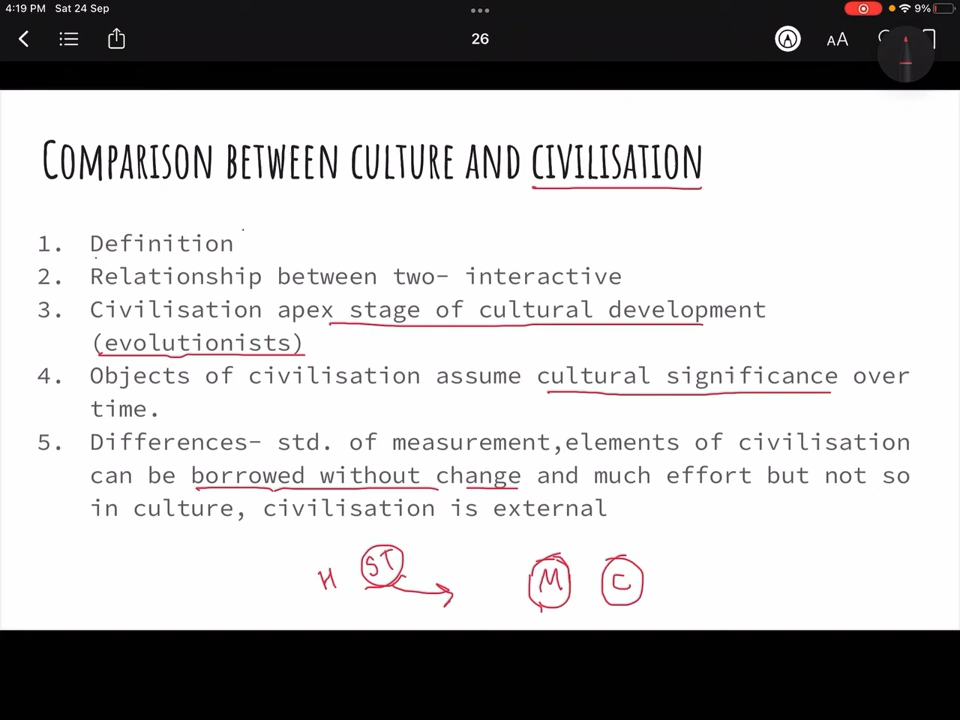 4:19 PM Sat 24 Sep
9%
26
AA
COMPARISON BETWEEN CULTURE AND CIVILISATION
1. Definition
2. Relationship between two- interactive
3. Civilisation apex stage of cultural development
(evolutionists)
4. Objects of civilisation assume cultural significance over
time.
5. Differences- std. of measurement,elements of civilisation
can be borrowed without change and much effort but not so
in culture, civilisation is external
H ST M C